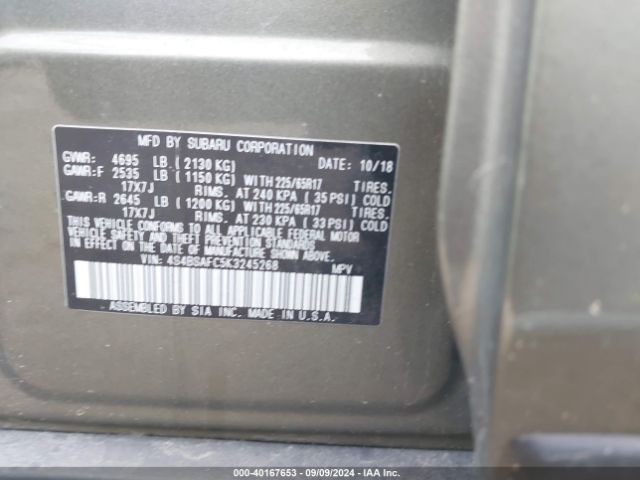 MFD BY SUBARU CORPORATION
GVWR: 4695 LB ( 2130 KG) DATE: 10/18
GAWR:F 2535 LB ( 1150 KG) WITH 225/65R17 TIRES.
17X7J RIMS. AT 240 KPA ( 35 PSI) COLD
GAWR:R 2645 LB ( 1200 KG) WITH 225/65R17 TIRES.
17X7J RIMS. AT 230 KPA ( 33 PSI) COLD
THIS VEHICLE CONFORMS TO ALL APPLICABLE FEDERAL MOTOR
VEHICLE SAFETY AND THEFT PREVENTION STANDARDS
IN EFFECT ON THE DATE OF MANUFACTURE SHOWN ABOVE.
VIN: 4S4BSAFC5K3245268 MPV
ASSEMBLED BY SIA INC. MADE IN U.S.A.
000-40167653 - 09/09/2024 - IAA Inc.